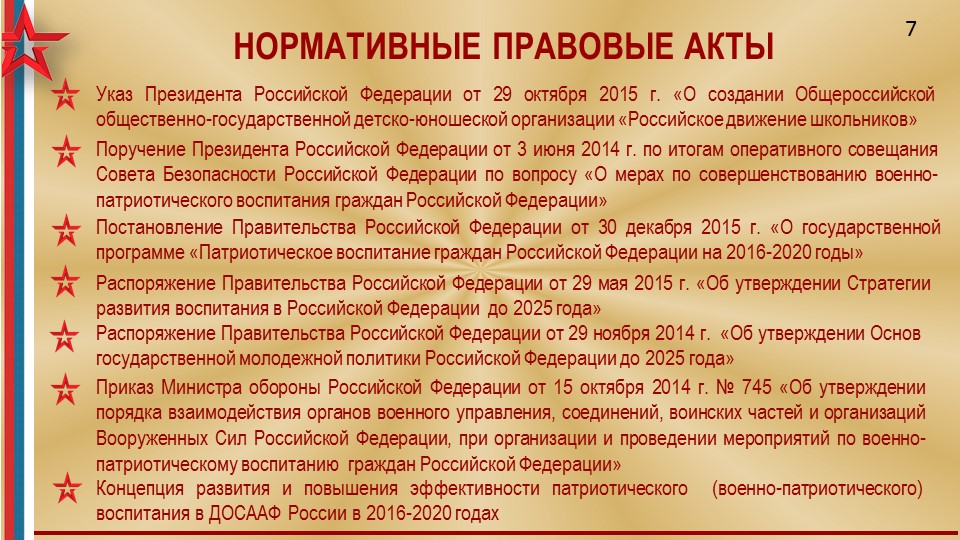 7
НОРМАТИВНЫЕ ПРАВОВЫЕ АКТЫ
Указ Президента Российской Федерации от 29 октября 2015 г. «О создании Общероссийской
общественно-государственной детско-юношеской организации «Российское движение школьников»
Поручение Президента Российской Федерации от 3 июня 2014 г. по итогам оперативного совещания
Совета Безопасности Российской Федерации по вопросу «О мерах по совершенствованию военно-
патриотического воспитания граждан Российской Федерации»
Постановление Правительства Российской Федерации от 30 декабря 2015 г. «О государственной
программе «Патриотическое воспитание граждан Российской Федерации на 2016-2020 годы»
Распоряжение Правительства Российской Федерации от 29 мая 2015 г. «Об утверждении Стратегии
развития воспитания в Российской Федерации до 2025 года»
Распоряжение Правительства Российской Федерации от 29 ноября 2014 г. «Об утверждении Основ
государственной молодежной политики Российской Федерации до 2025 года»
Приказ Министра обороны Российской Федерации от 15 октября 2014 г. № 745 «Об утверждении
порядка взаимодействия органов военного управления, соединений, воинских частей и организаций
Вооруженных Сил Российской Федерации, при организации и проведении мероприятий по военно-
патриотическому воспитанию граждан Российской Федерации»
Концепция развития и повышения эффективности патриотического (военно-патриотического)
воспитания в ДОСААФ России в 2016-2020 годах